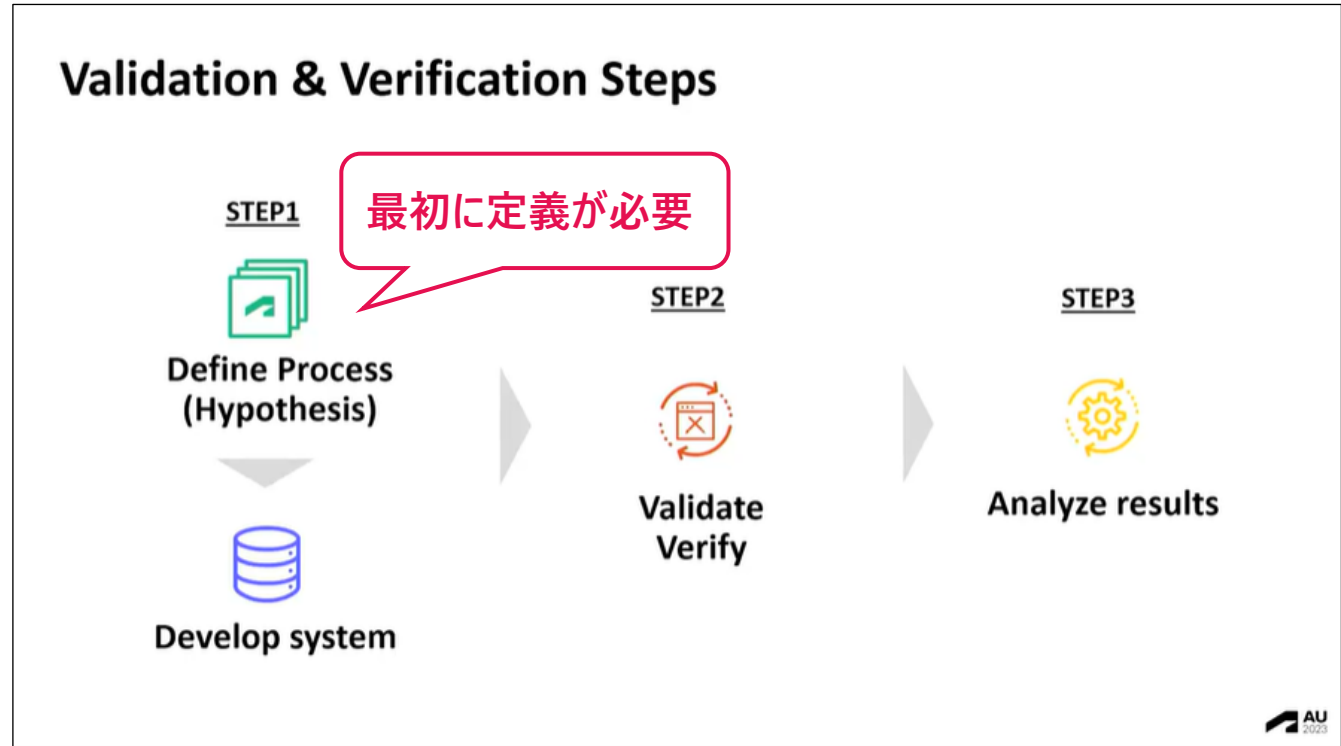 Validation & Verification Steps
STEP1
最初に定義が必要
Define Process
(Hypothesis)
Develop system
STEP2
Validate
Verify
STEP3
Analyze results
AU
2023